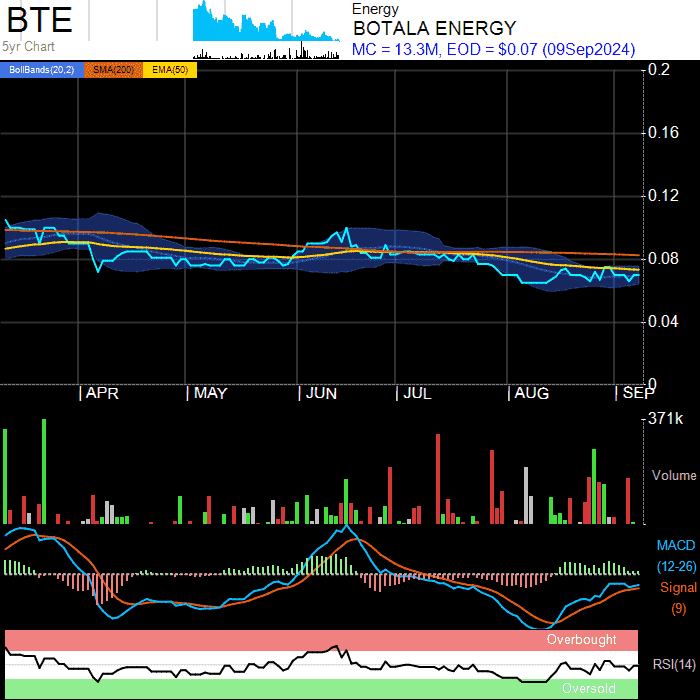 BTE
5yr Chart
Energy
BOTALA ENERGY
MC = 13.3M, EOD = $0.07 (09Sep2024)
BollBands(20,2) SMA(200) EMA(50)
0.2
0.16
0.12
0.08
0.04
0
APR MAY JUN JUL AUG SEP
371k
Volume
MACD
(12-26)
Signal
(9)
Overbought
RSI(14)
Oversold